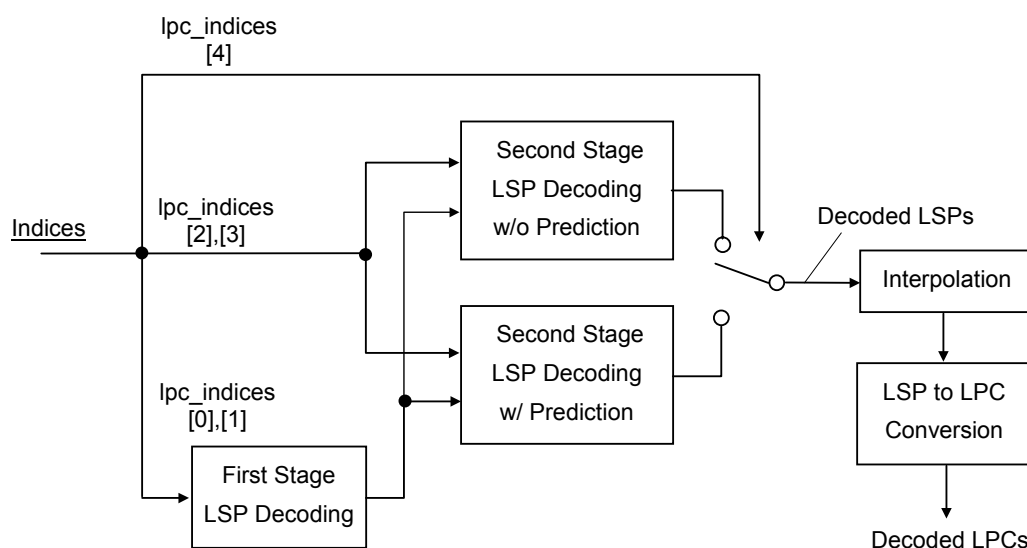 lpc_indices
[4]
Second Stage
LSP Decoding
w/o Prediction
Indices
lpc_indices
[2],[3]
Decoded LSPs
Interpolation
Second Stage
LSP Decoding
w/ Prediction
LSP to LPC
Conversion
lpc_indices
[0],[1]
First Stage
LSP Decoding
Decoded LPCs